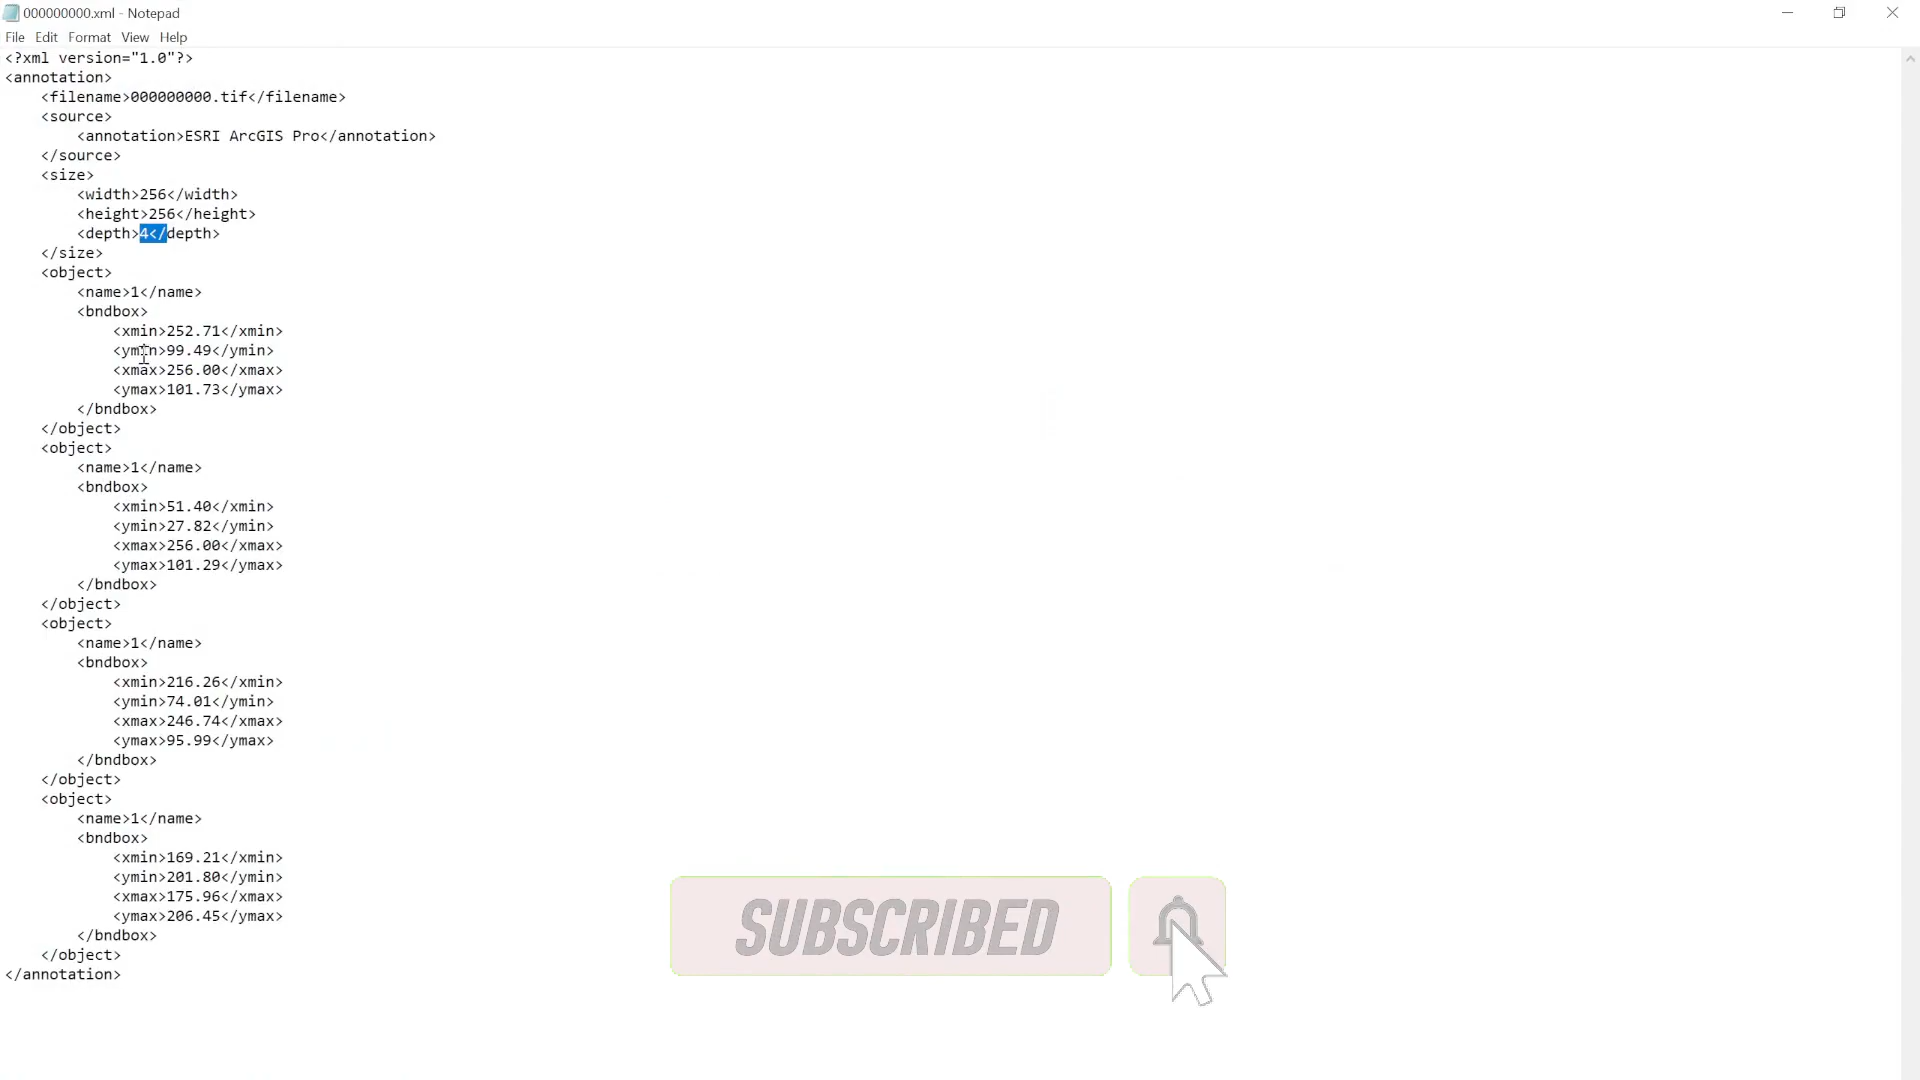 000000000.xml - Notepad
File Edit Format View Help
<?xml version="1.0"?>
<annotation>
    <filename>000000000.tif</filename>
    <source>
        <annotation>ESRI ArcGIS Pro</annotation>
    </source>
    <size>
        <width>256</width>
        <height>256</height>
        <depth>4</depth>
    </size>
    <object>
        <name>1</name>
        <bndbox>
            <xmin>252.71</xmin>
            <ymin>99.49</ymin>
            <xmax>256.00</xmax>
            <ymax>101.73</ymax>
        </bndbox>
    </object>
    <object>
        <name>1</name>
        <bndbox>
            <xmin>51.40</xmin>
            <ymin>27.82</ymin>
            <xmax>256.00</xmax>
            <ymax>101.29</ymax>
        </bndbox>
    </object>
    <object>
        <name>1</name>
        <bndbox>
            <xmin>216.26</xmin>
            <ymin>74.01</ymin>
            <xmax>246.74</xmax>
            <ymax>95.99</ymax>
        </bndbox>
    </object>
    <object>
        <name>1</name>
        <bndbox>
            <xmin>169.21</xmin>
            <ymin>201.80</ymin>
            <xmax>175.96</xmax>
            <ymax>206.45</ymax>
        </bndbox>
    </object>
</annotation>
SUBSCRIBED